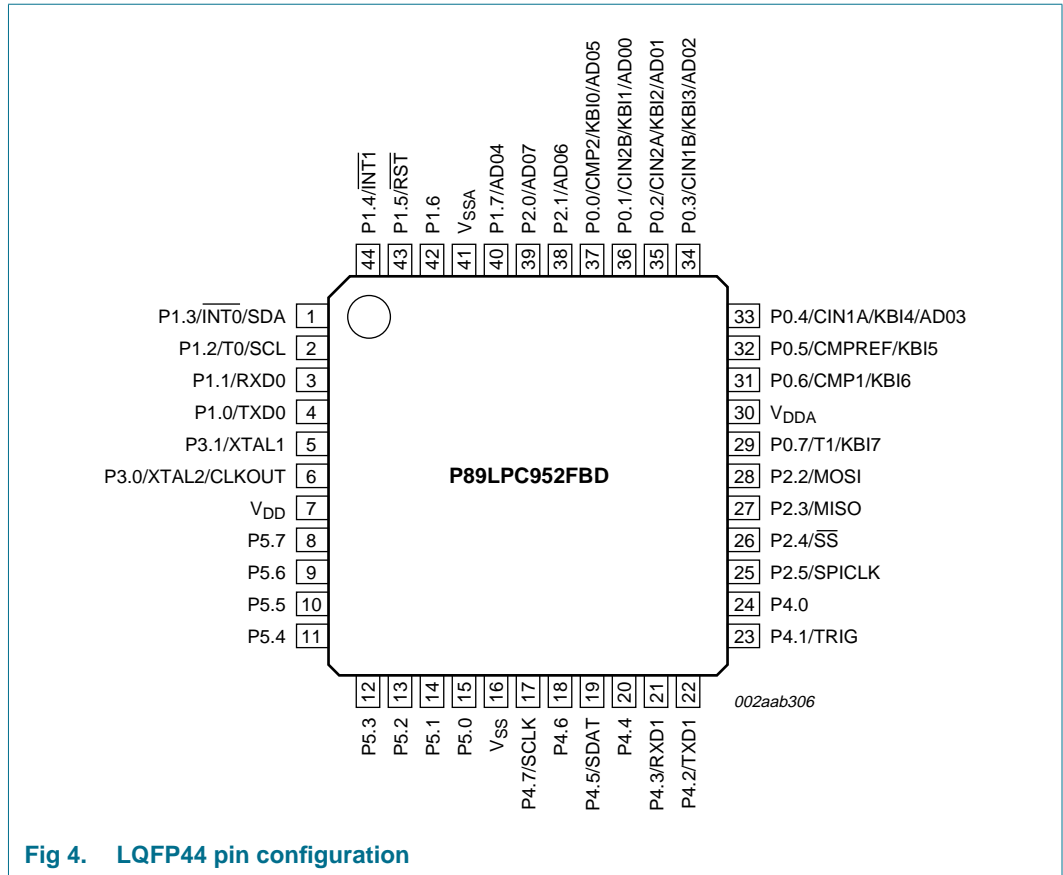 P1.4/INT1
P1.5/RST
P1.6
VSSA
P1.7/AD04
P2.0/AD07
P2.1/AD06
P0.0/CMP2/KBI0/AD05
P0.1/CIN2B/KBI1/AD00
P0.2/CIN2A/KBI2/AD01
P0.3/CIN1B/KBI3/AD02
44 43 42 41 40 39 38 37 36 35 34
P1.3/INT0/SDA 1
P1.2/T0/SCL 2
P1.1/RXD0 3
P1.0/TXD0 4
P3.1/XTAL1 5
P3.0/XTAL2/CLKOUT 6
VDD 7
P5.7 8
P5.6 9
P5.5 10
P5.4 11
P89LPC952FBD
33 P0.4/CIN1A/KBI4/AD03
32 P0.5/CMPREF/KBI5
31 P0.6/CMP1/KBI6
30 VDDA
29 P0.7/T1/KBI7
28 P2.2/MOSI
27 P2.3/MISO
26 P2.4/SS
25 P2.5/SPICLK
24 P4.0
23 P4.1/TRIG
12 13 14 15 16 17 18 19 20 21 22
P5.3
P5.2
P5.1
P5.0
VSS
P4.7/SCLK
P4.6
P4.5/SDAT
P4.4
P4.3/RXD1
P4.2/TXD1
002aab306
Fig 4. LQFP44 pin configuration